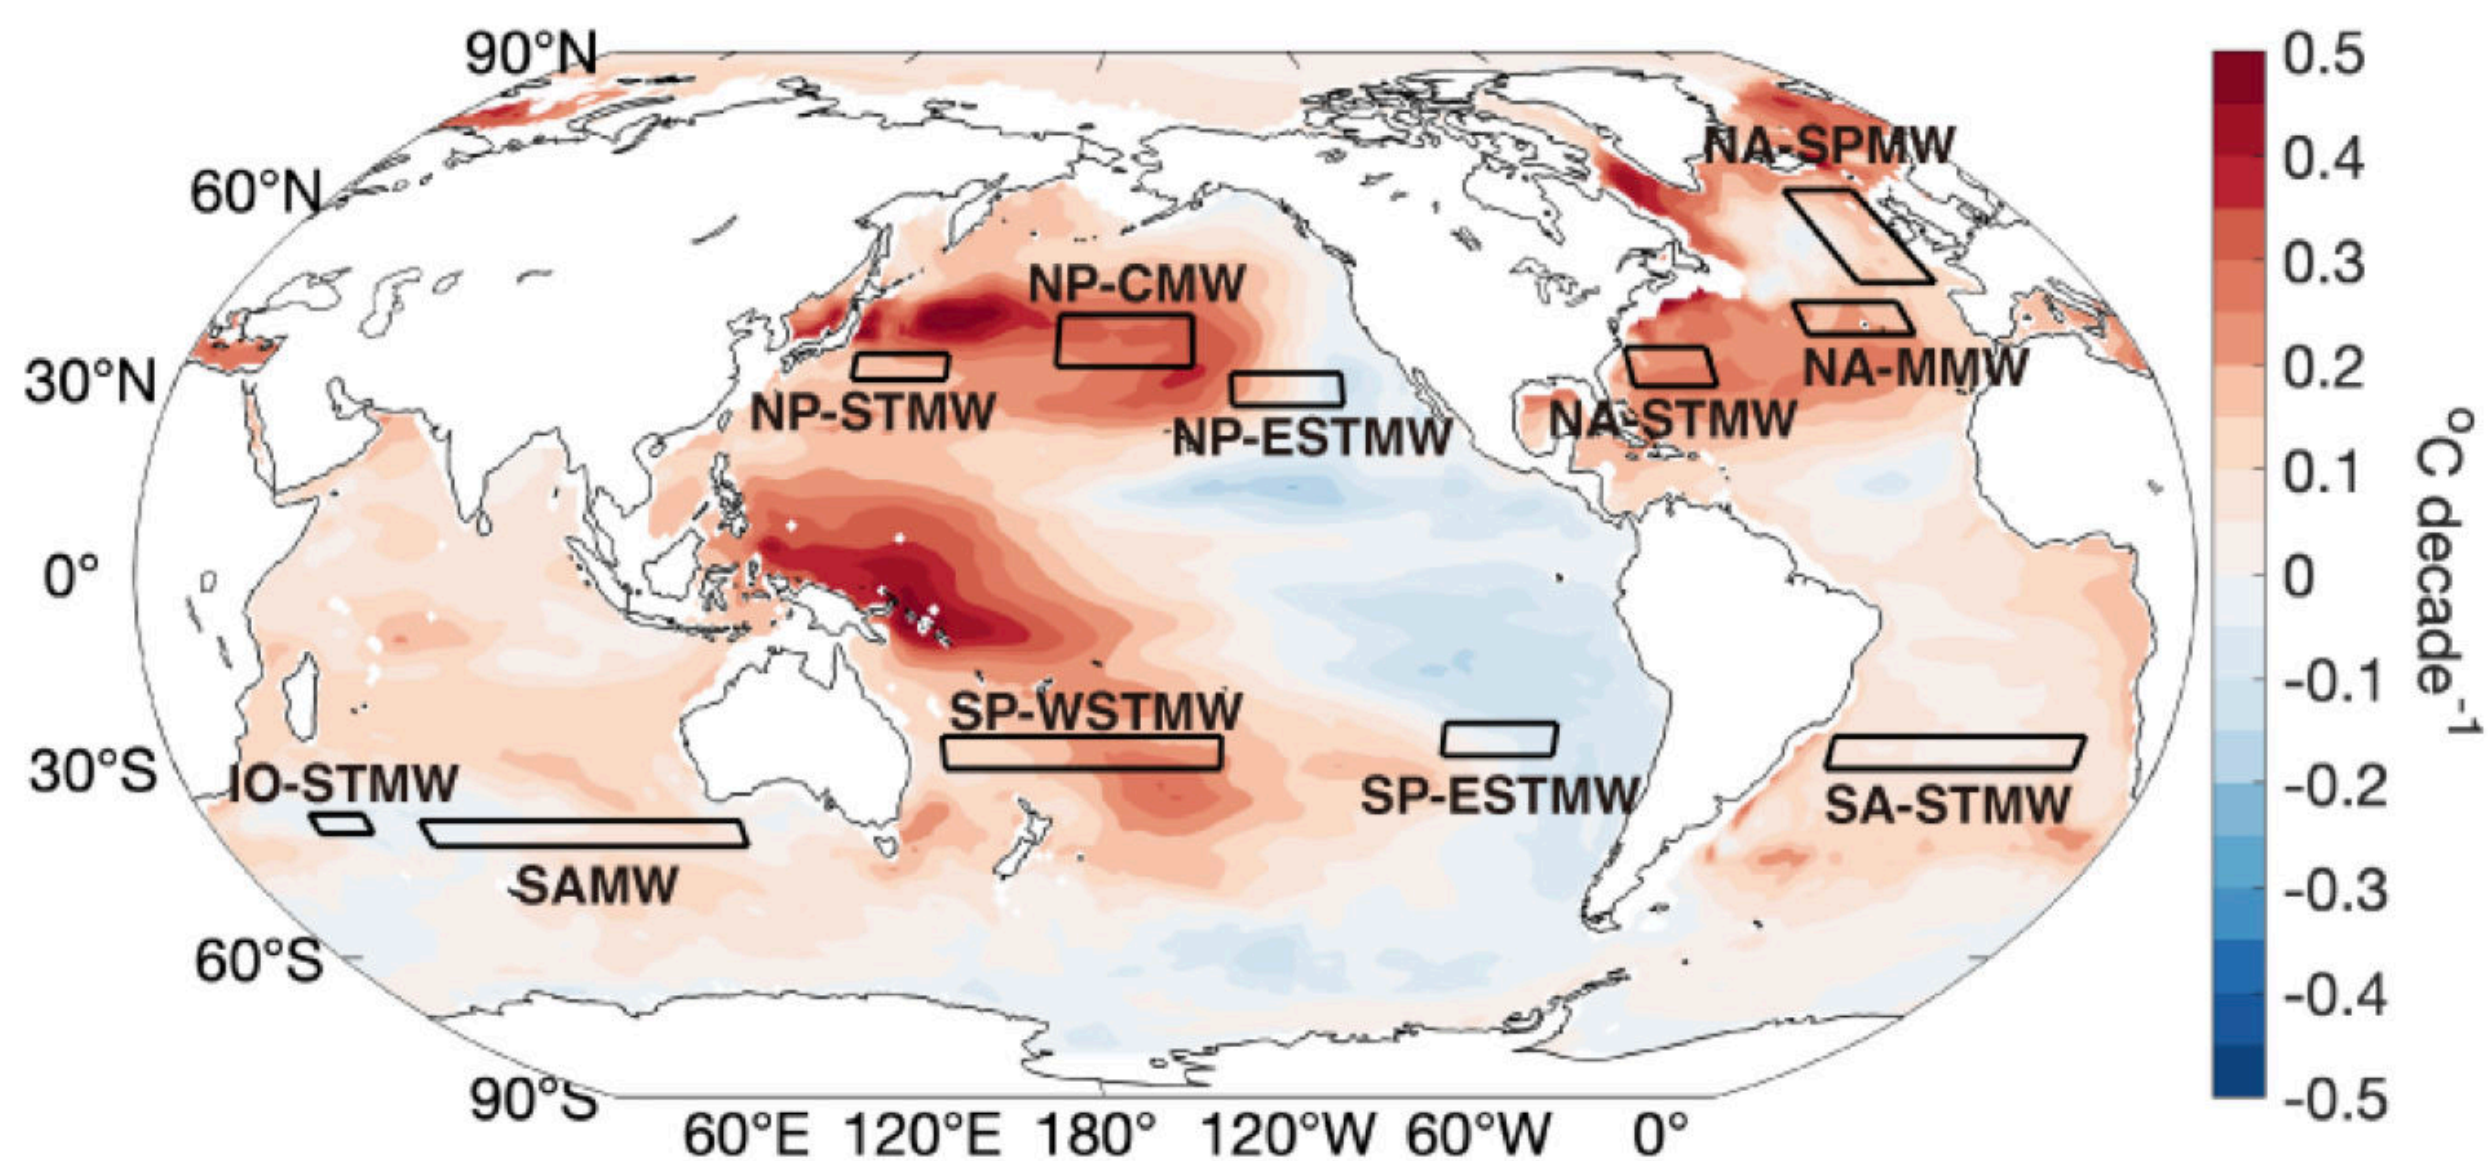 90°N
60°N
30°N
0°
30°S
60°S
90°S
60°E 120°E 180° 120°W 60°W 0°
NA-SPMW
NP-CMW
NA-MMW
NP-STMW
NA-STMW
NP-ESTMW
SP-WSTMW
IO-STMW
SP-ESTMW
SA-STMW
SAMW
0.5
0.4
0.3
0.2
0.1
0
-0.1
-0.2
-0.3
-0.4
-0.5
°C decade⁻¹